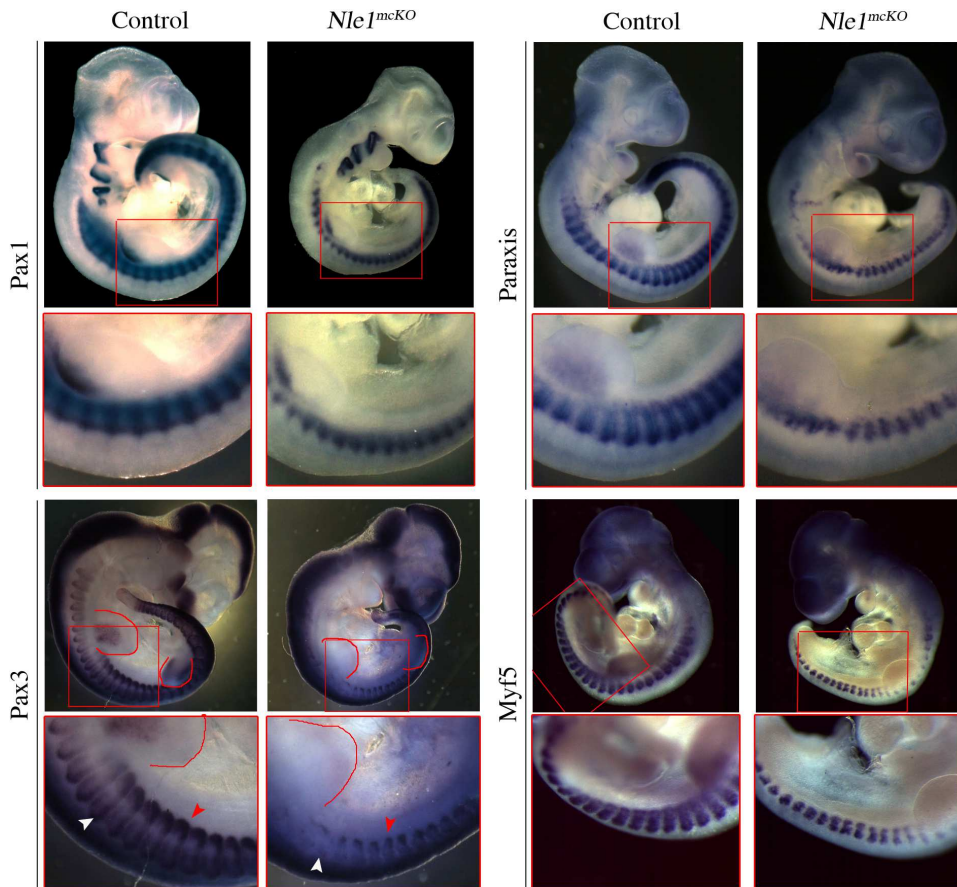 Control
Nle1mcKO
Control
Nle1mcKO
Pax1
Paraxis
Pax3
Myf5